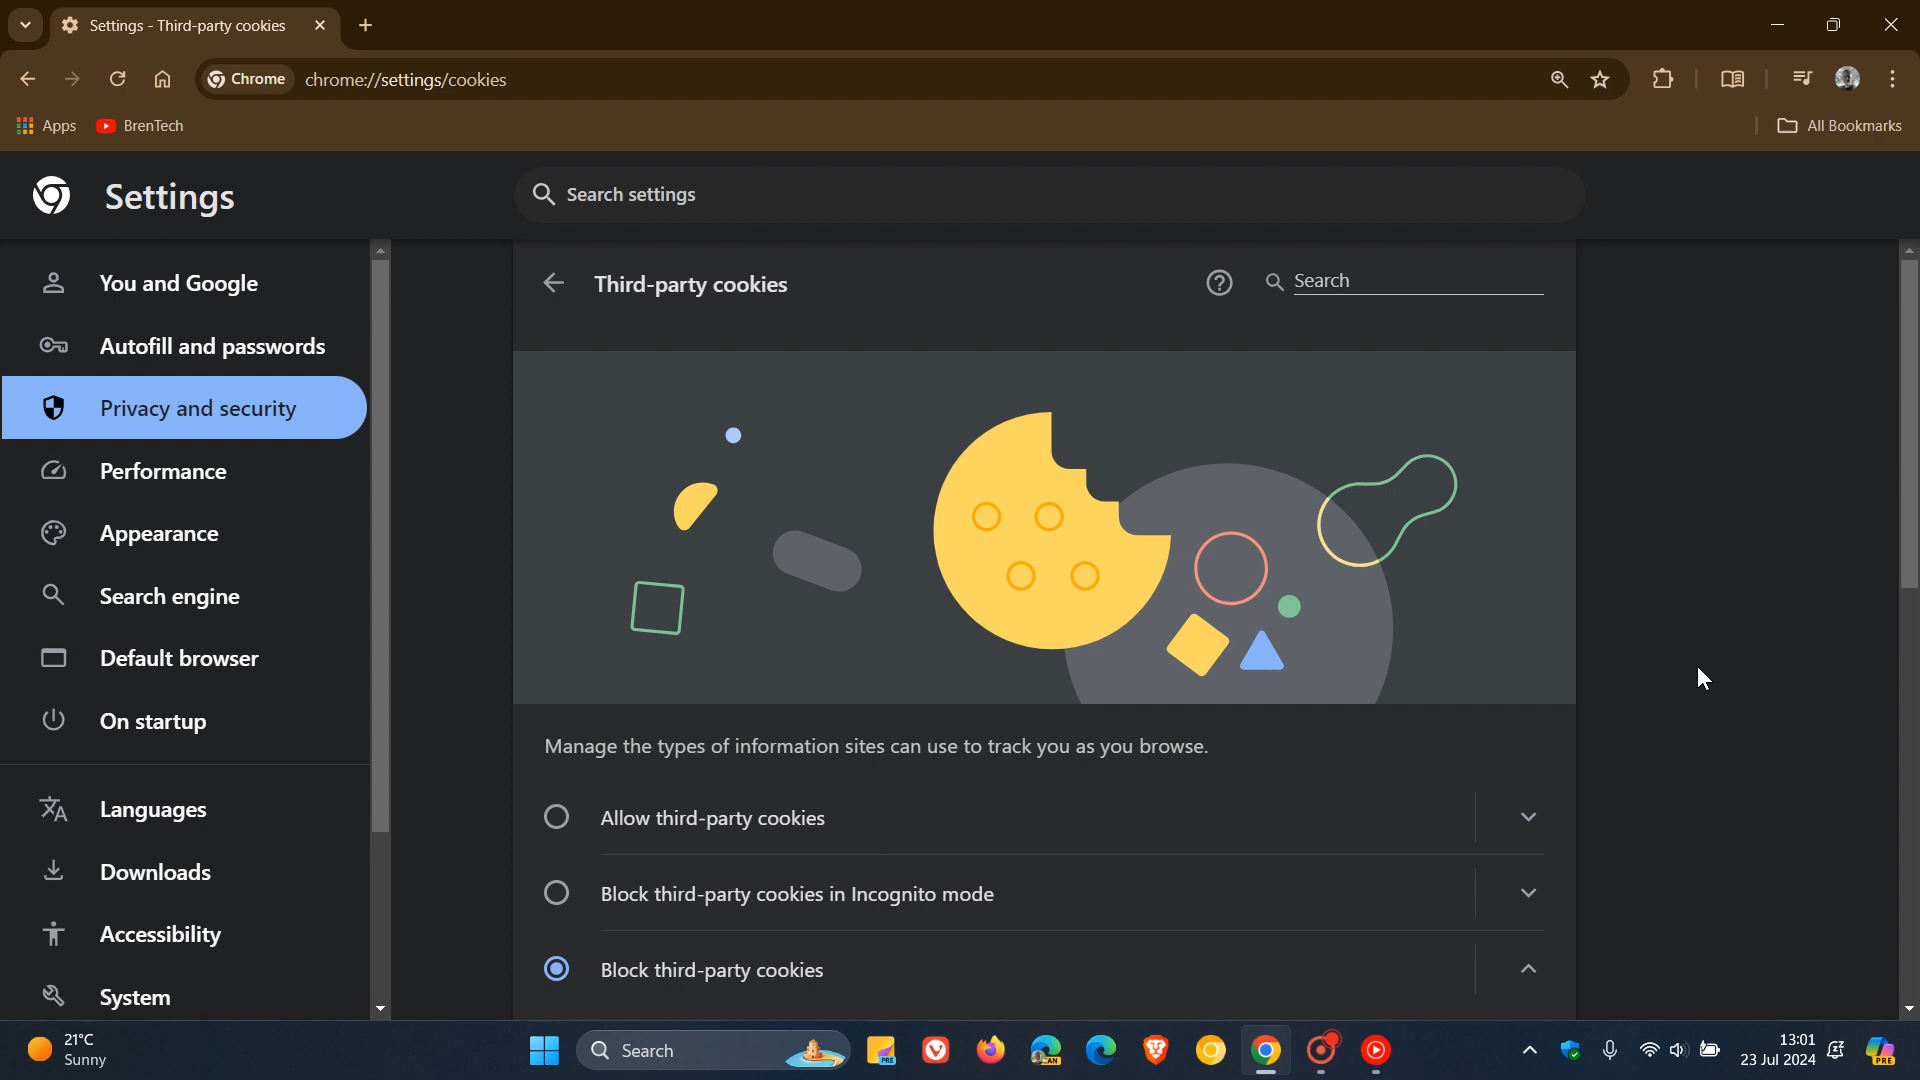 Settings - Third-party cookies
Chrome
chrome://settings/cookies
Apps
BrenTech
All Bookmarks
Settings
Search settings
You and Google
Autofill and passwords
Privacy and security
Performance
Appearance
Search engine
Default browser
On startup
Languages
Downloads
Accessibility
System
Third-party cookies
Search
Manage the types of information sites can use to track you as you browse.
Allow third-party cookies
Block third-party cookies in Incognito mode
Block third-party cookies
21°C
Sunny
Search
PRE
CAN
13:01
23 Jul 2024
PRE